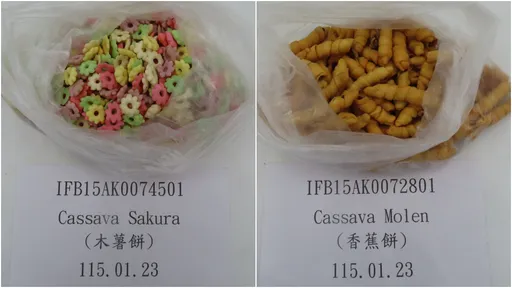 IFB15AK0074501
Cassava Sakura
(木薯餅)
115.01.23
IFB15AK0072801
Cassava Molen
(香蕉餅)
115.01.23